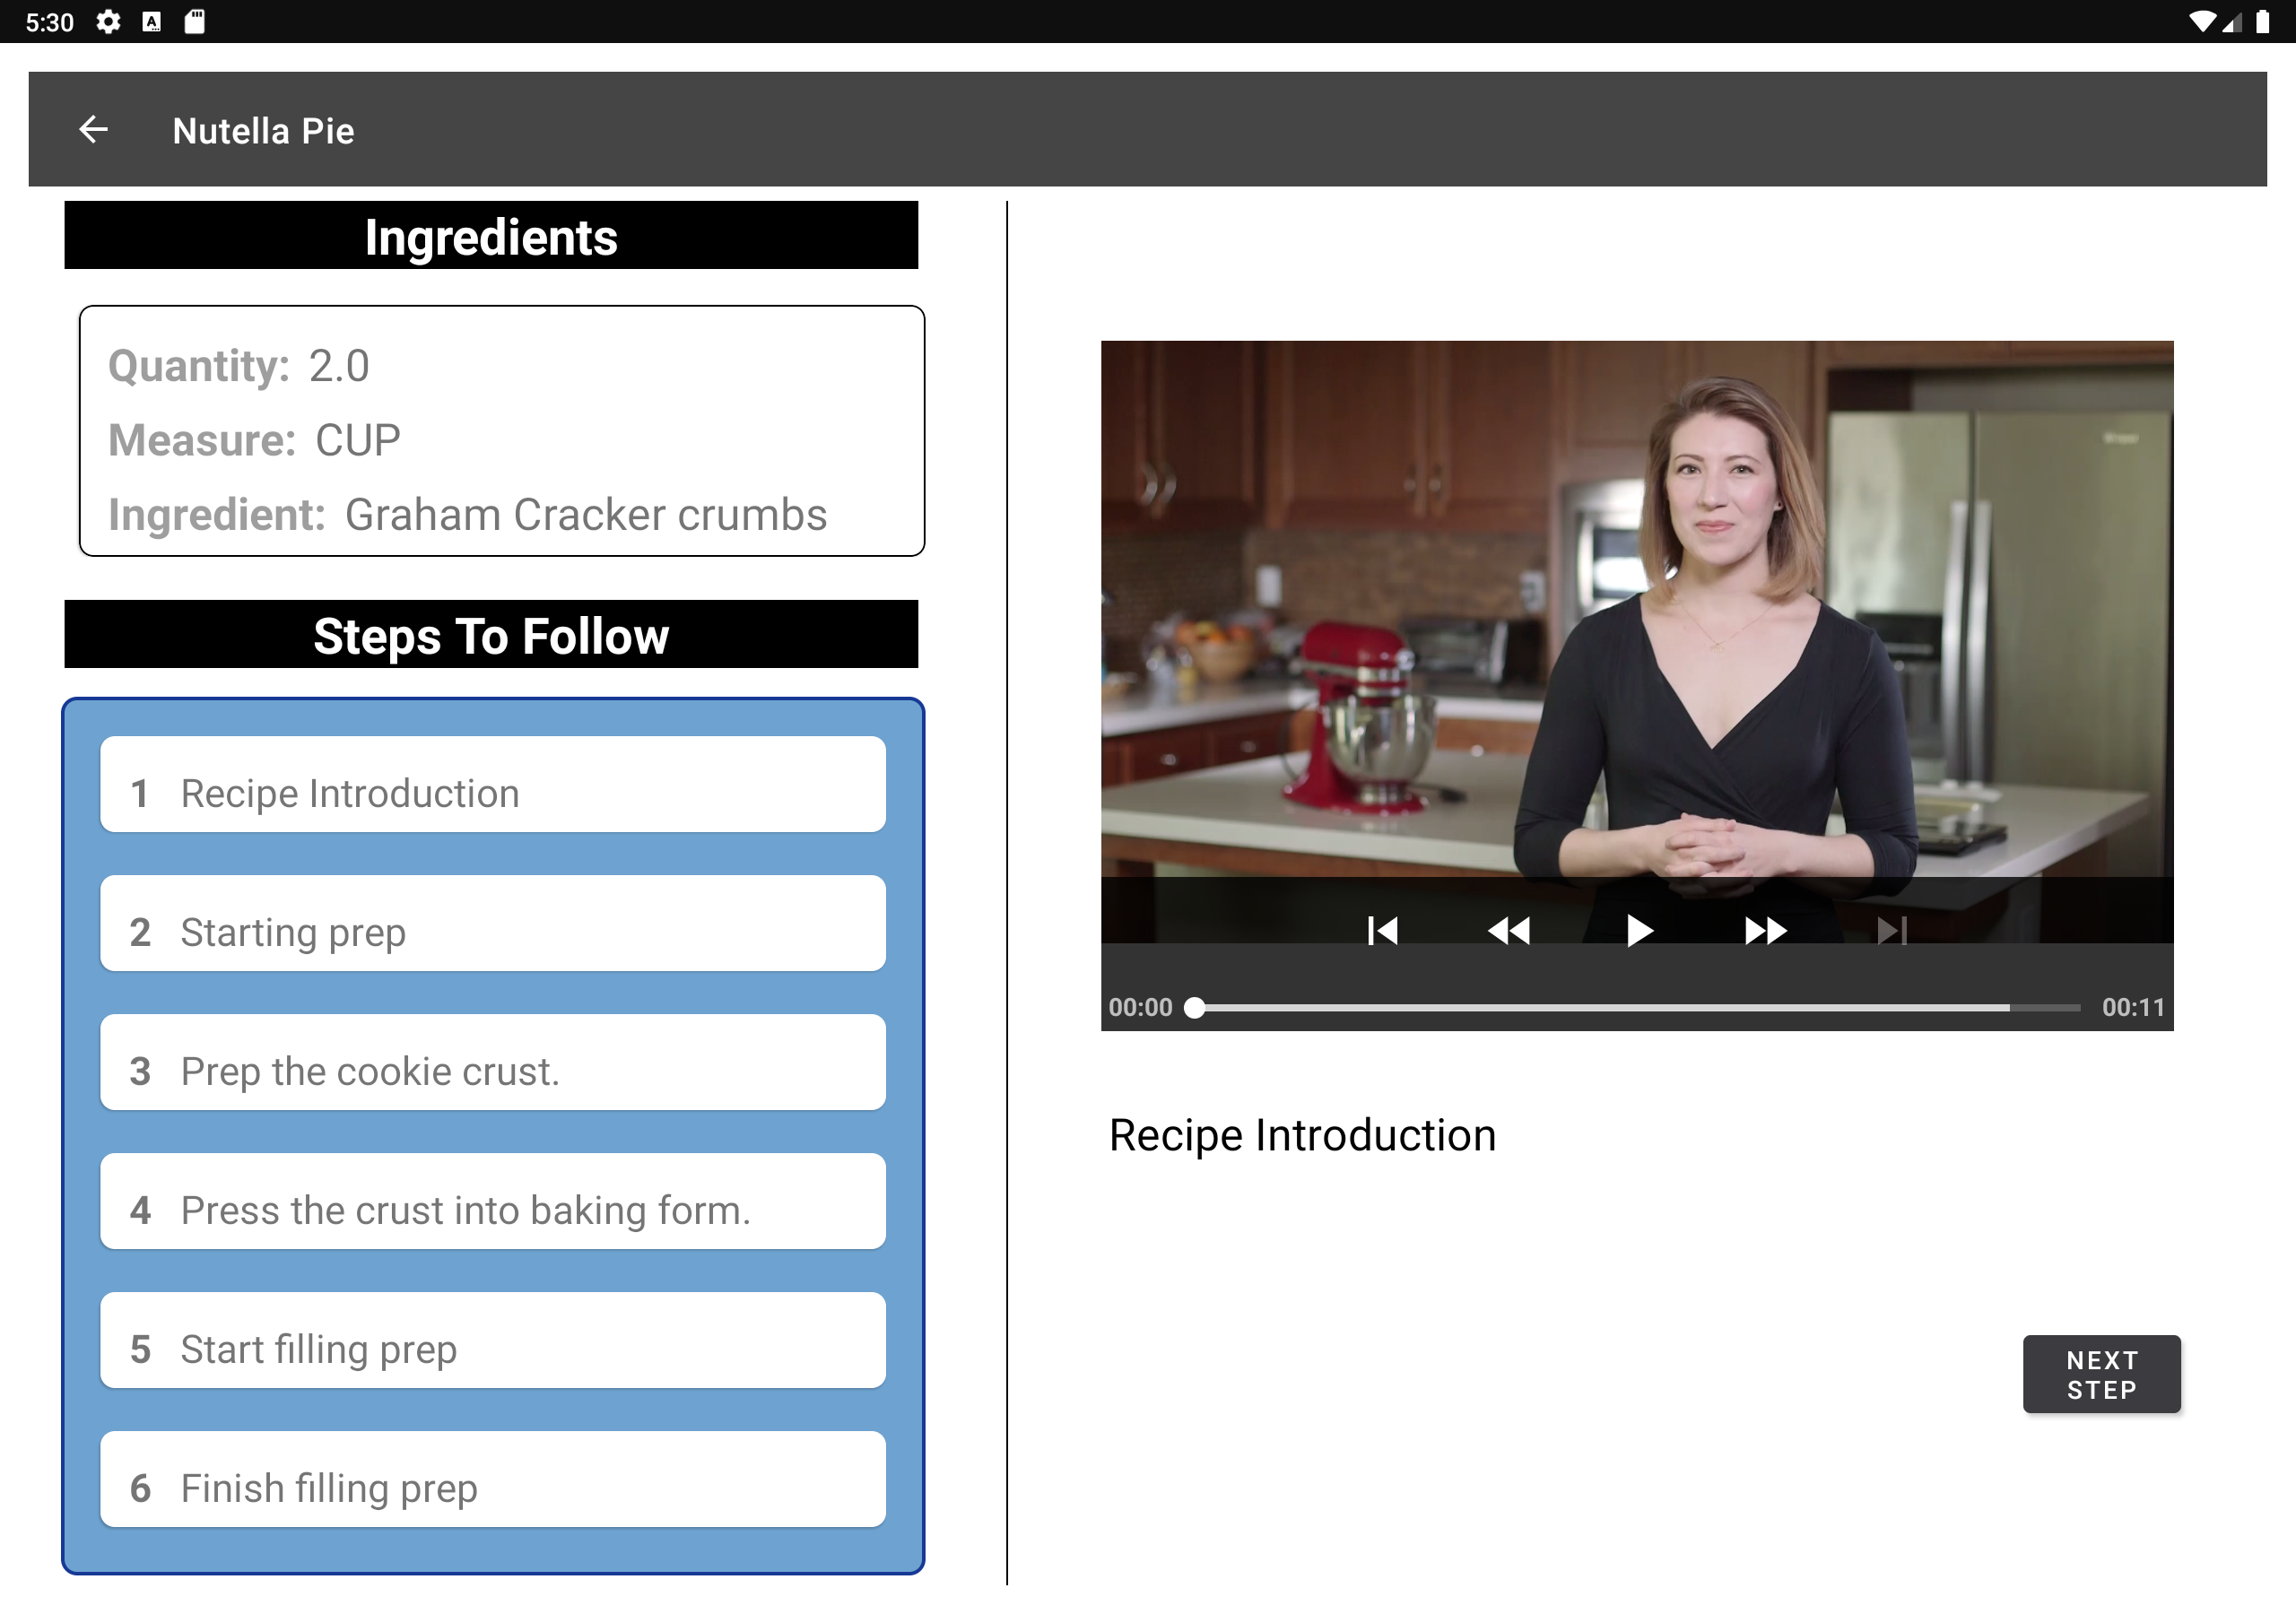 5:30
Nutella Pie
Ingredients
Quantity: 2.0
Measure: CUP
Ingredient: Graham Cracker crumbs
Steps To Follow
1 Recipe Introduction
2 Starting prep
3 Prep the cookie crust.
4 Press the crust into baking form.
5 Start filling prep
6 Finish filling prep
00:00
00:11
Recipe Introduction
NEXT
STEP